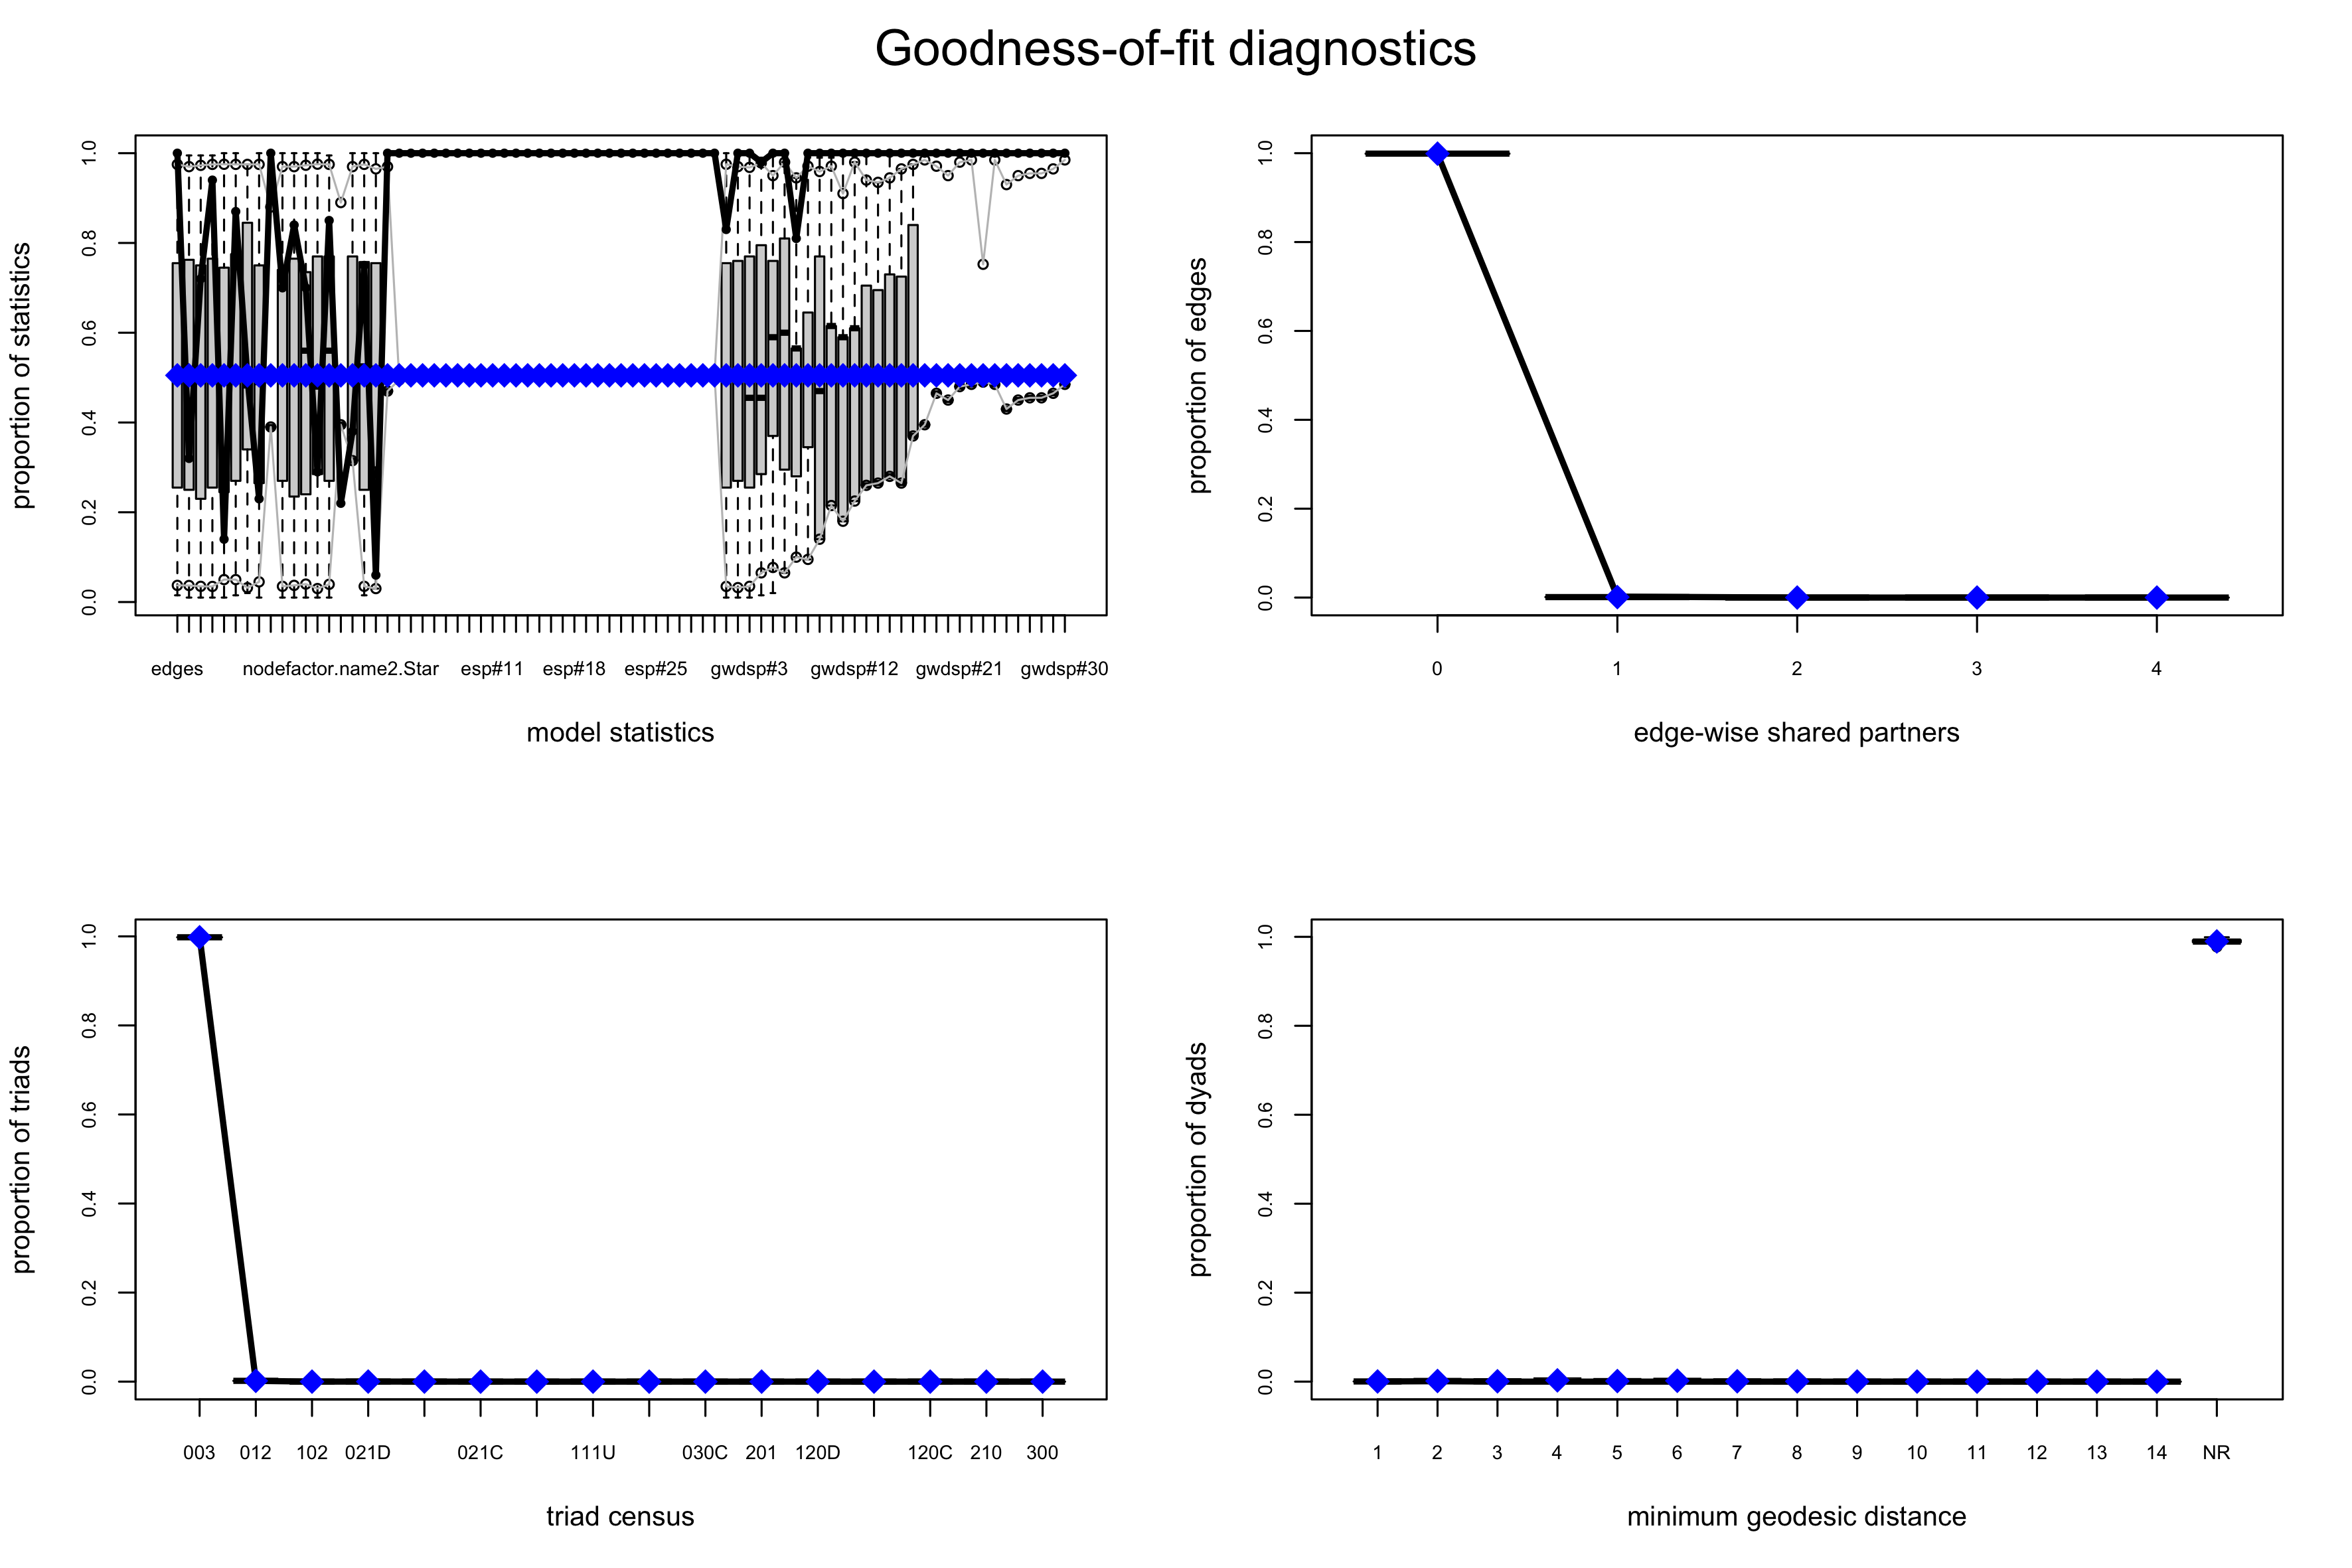 Goodness-of-fit diagnostics
proportion of statistics
1.0
0.8
0.6
0.4
0.2
0.0
edges nodefactor.name2.Star esp#11 esp#18 esp#25 gwdsp#3 gwdsp#12 gwdsp#21 gwdsp#30
model statistics
proportion of edges
1.0
0.8
0.6
0.4
0.2
0.0
0 1 2 3 4
edge-wise shared partners
proportion of triads
1.0
0.8
0.6
0.4
0.2
0.0
003 012 102 021D 021C 111U 030C 201 120D 120C 210 300
triad census
proportion of dyads
1.0
0.8
0.6
0.4
0.2
0.0
1 2 3 4 5 6 7 8 9 10 11 12 13 14 NR
minimum geodesic distance